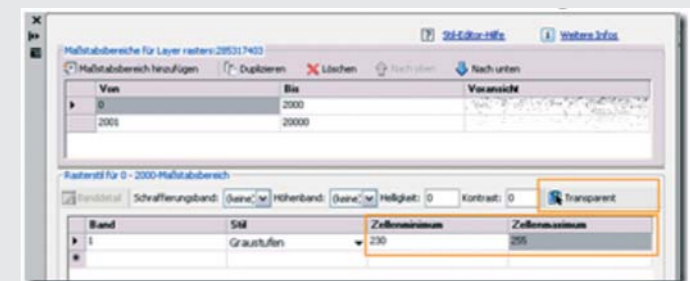 Stil-Editor-Hilfe Weitere Infos
Maßstabsbereiche für Layer rasters:285317403
Maßstabsbereich hinzufügen Duplizieren Löschen Nach oben Nach unten
Von Bis Voransicht
0 2000
2001 20000
Rasterstil für 0 - 2000-Maßstabsbereich
Banddetail Schraffierungsband: (keine) Höhenband: (keine) Helligkeit: 0 Kontrast: 0 Transparent
Band Stil Zellenminimum Zellenmaximum
1 Graustufen 230 255